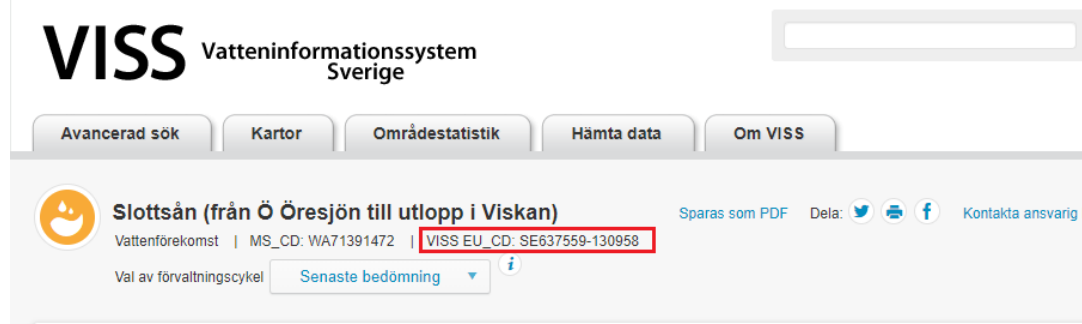 VISS Vatteninformationssystem
Sverige
Avancerad sök Kartor Områdestatistik Hämta data Om VISS
Slottsån (från Ö Öresjön till utlopp i Viskan) Sparas som PDF Dela: f Kontakta ansvarig
Vattenförekomst | MS_CD: WA71391472 | VISS EU_CD: SE637559-130958
Val av förvaltningscykel Senaste bedömning i